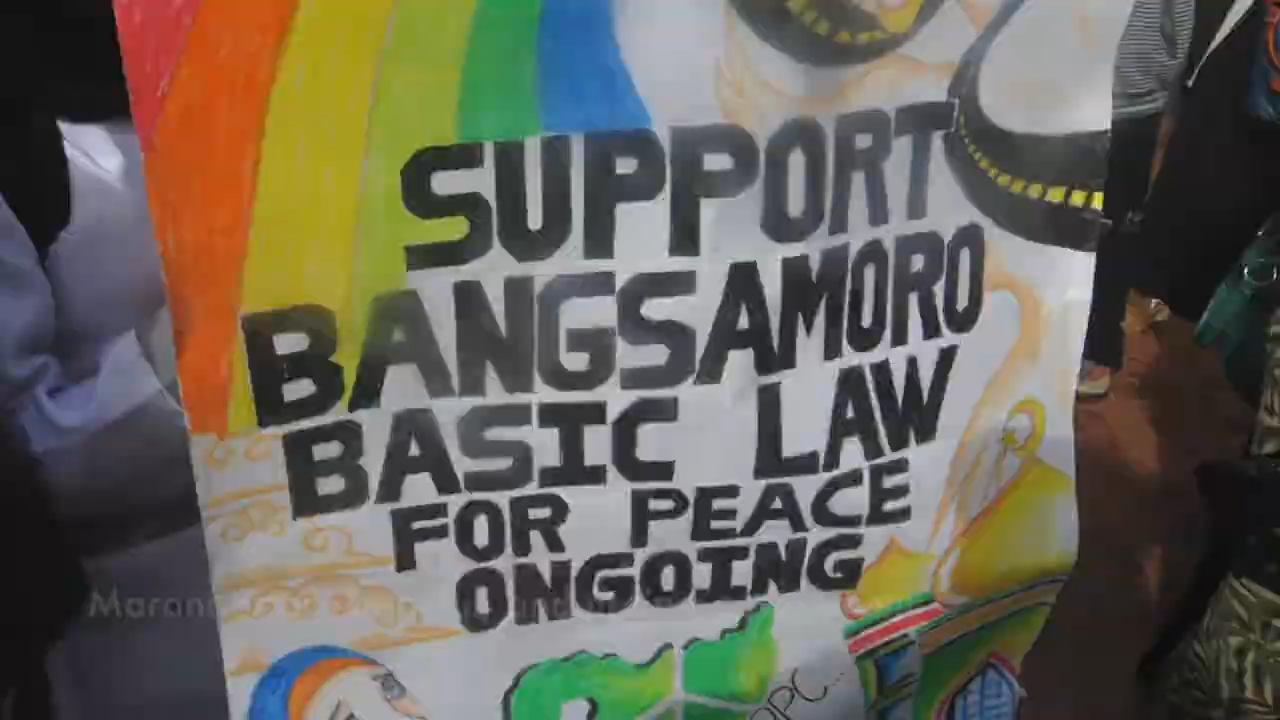 SUPPORT
BANGSAMORO
BASIC LAW
FOR PEACE
ONGOING